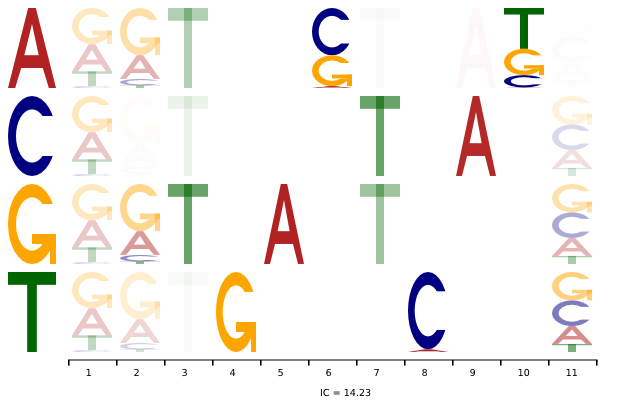 A G A T G A C T C T G A T T A T G C
C G A T T A G C A T
G G A T G A C T A T G C A T
T G A T G A C T G C G C A T
1 2 3 4 5 6 7 8 9 10 11
IC = 14.23